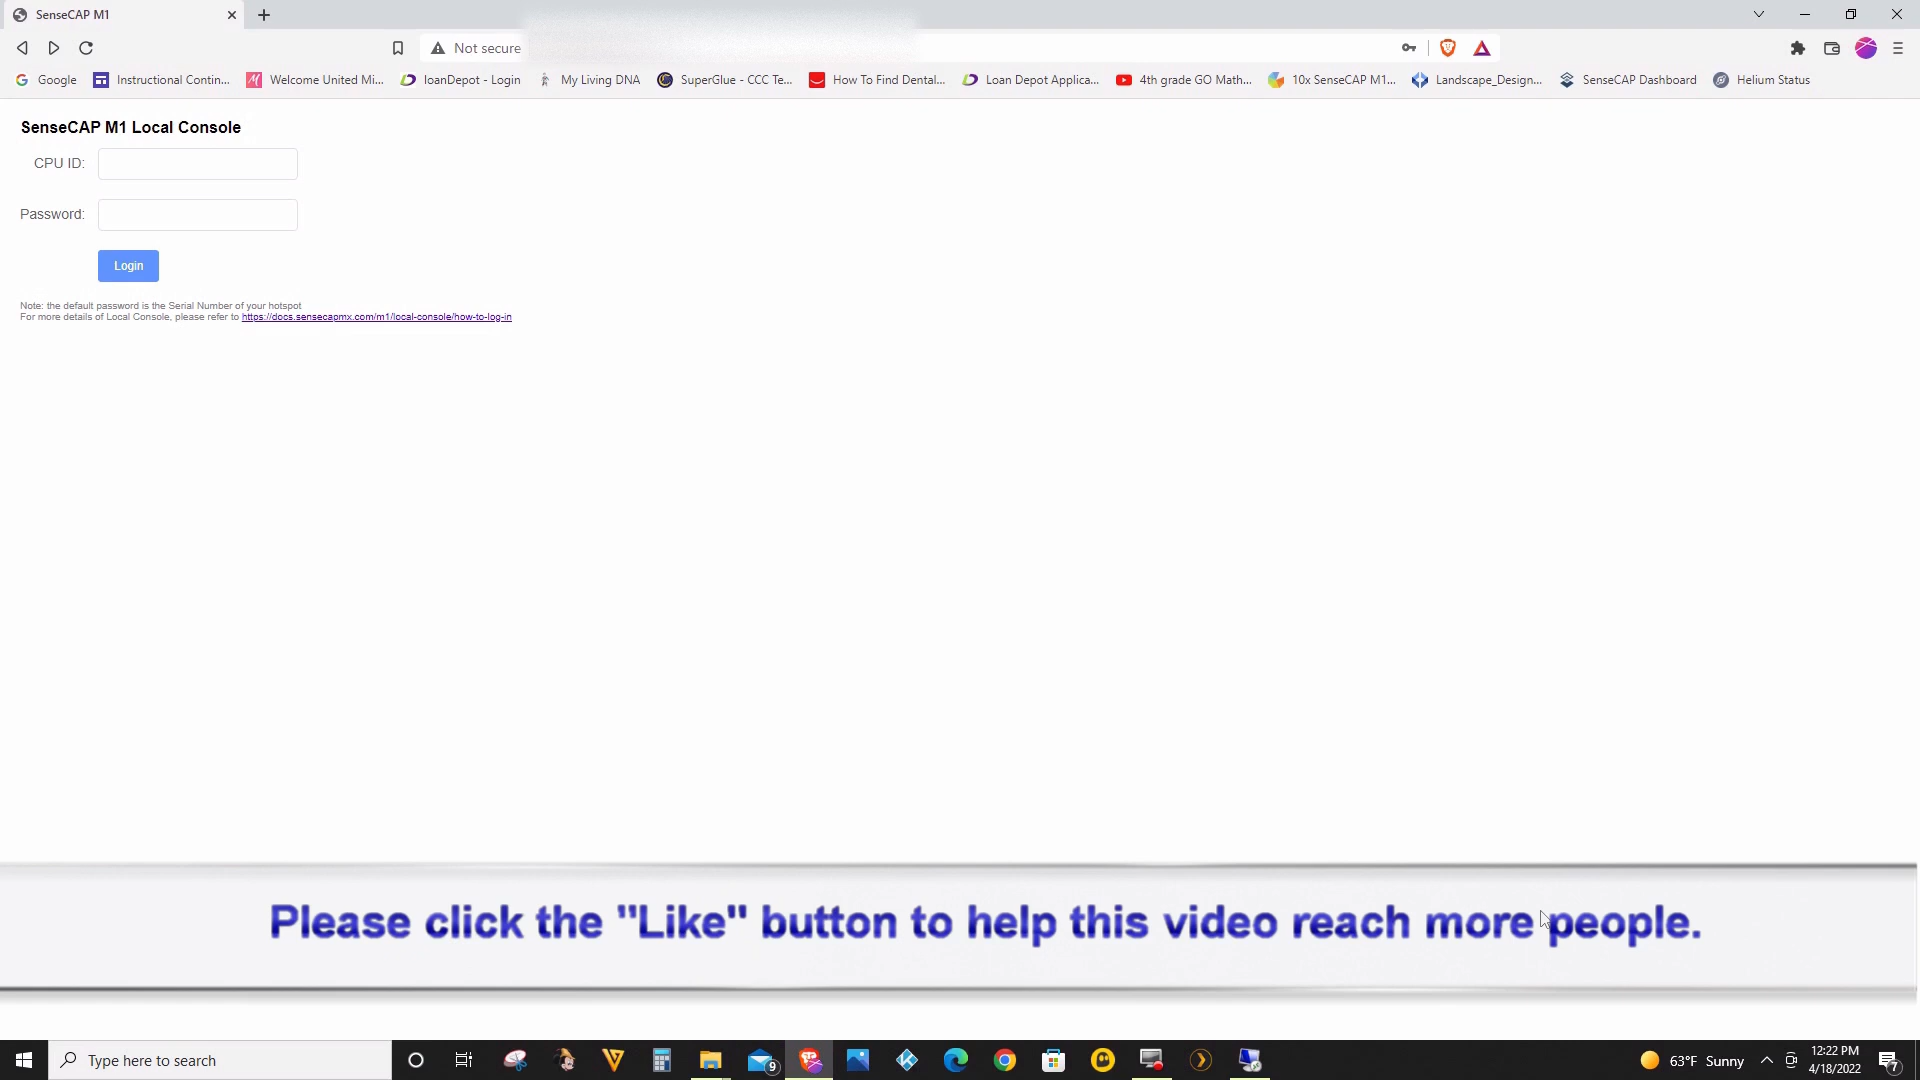 SenseCAP M1
Not secure
Google
Instructional Contin...
Welcome United Mi...
loanDepot - Login
My Living DNA
SuperGlue - CCC Te...
How To Find Dental...
Loan Depot Applica...
4th grade GO Math...
10x SenseCAP M1...
Landscape_Design...
SenseCAP Dashboard
Helium Status
SenseCAP M1 Local Console
CPU ID:
Password:
Login
Note: the default password is the Serial Number of your hotspot
For more details of Local Console, please refer to https://docs.sensecapmx.com/m1/local-console/how-to-log-in
Please click the "Like" button to help this video reach more people.
Type here to search
9
63°F Sunny
12:22 PM
4/18/2022
7